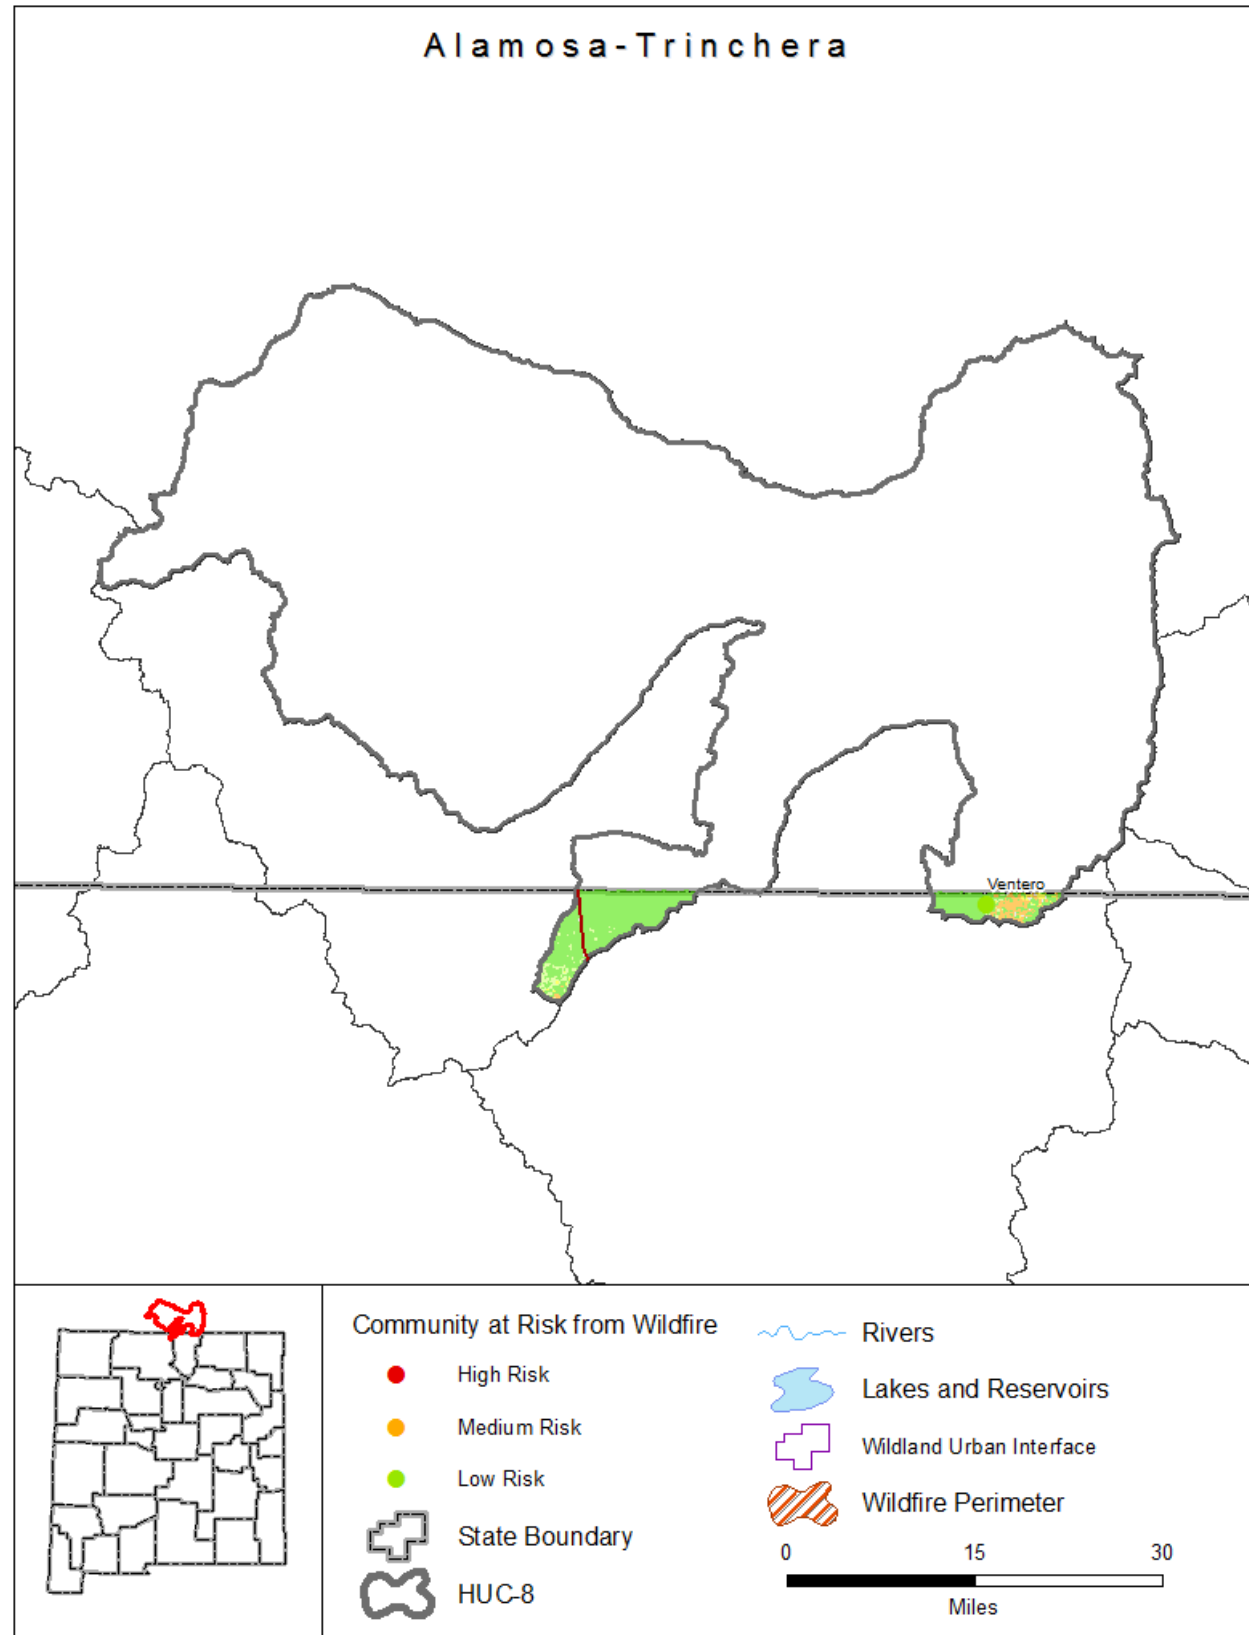 Alamosa-Trinchera
Ventero
Community at Risk from Wildfire
High Risk
Medium Risk
Low Risk
State Boundary
HUC-8
Rivers
Lakes and Reservoirs
Wildland Urban Interface
Wildfire Perimeter
0 15 30
Miles